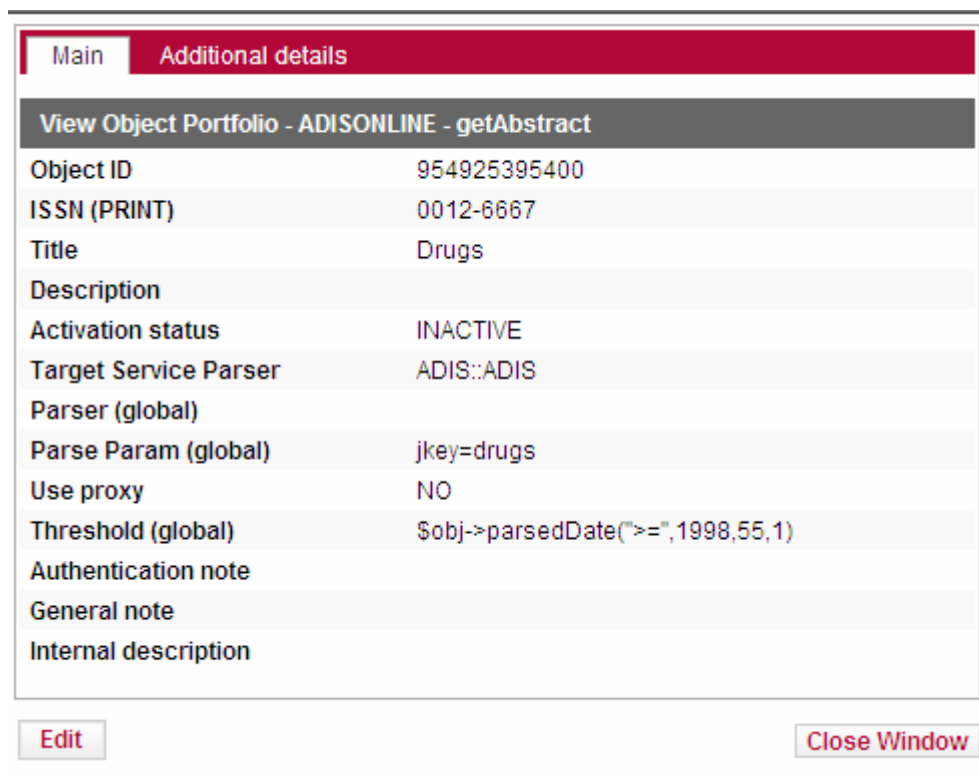 Main Additional details
View Object Portfolio - ADISONLINE - getAbstract
Object ID 954925395400
ISSN (PRINT) 0012-6667
Title Drugs
Description
Activation status INACTIVE
Target Service Parser ADIS::ADIS
Parser (global)
Parse Param (global) jkey=drugs
Use proxy NO
Threshold (global) $obj->parsedDate(">=",1998,55,1)
Authentication note
General note
Internal description
Edit Close Window